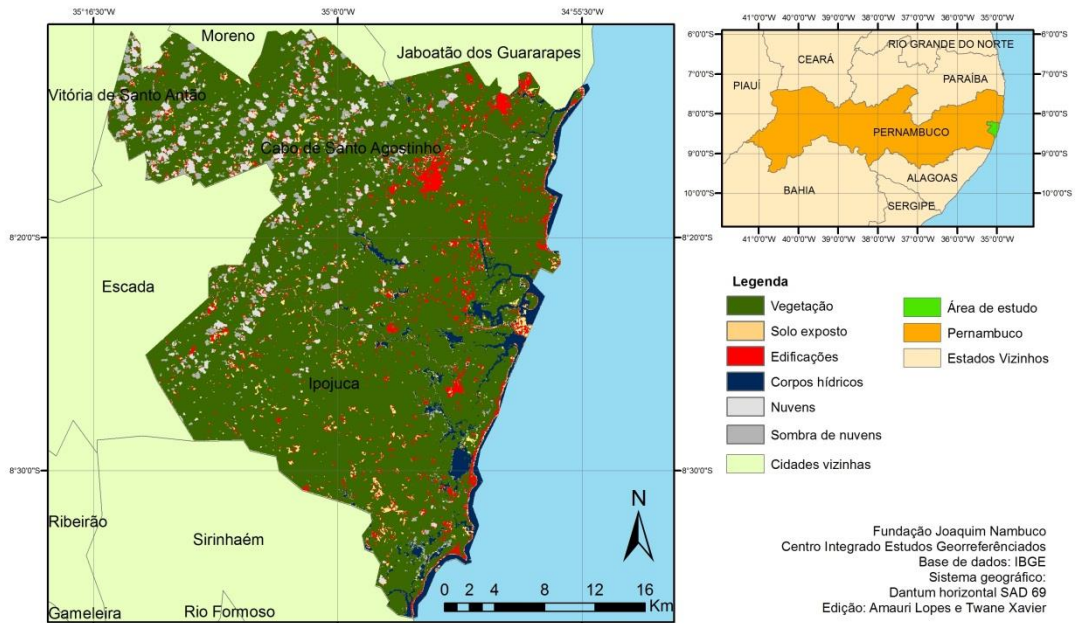 35°16'30"W 35°6'0"W 34°55'30"W
Moreno
Jaboatão dos Guararapes
Vitória de Santo Antão
Cabo de Santo Agostinho
8°20'0"S 8°20'0"S
Escada
Ipojuca
8°30'0"S 8°30'0"S
Ribeirão
Sirinhaém
Gameleira
Rio Formoso
N
0 2 4 8 12 16
Km
41°0'0"W 40°0'0"W 39°0'0"W 38°0'0"W 37°0'0"W 36°0'0"W 35°0'0"W
6°0'0"S 6°0'0"S
RIO GRANDE DO NORTE
CEARÁ
7°0'0"S 7°0'0"S
PIAUÍ
PARAÍBA
8°0'0"S 8°0'0"S
PERNAMBUCO
9°0'0"S 9°0'0"S
ALAGOAS
BAHIA
10°0'0"S 10°0'0"S
SERGIPE
41°0'0"W 40°0'0"W 39°0'0"W 38°0'0"W 37°0'0"W 36°0'0"W 35°0'0"W
Legenda
Vegetação
Solo exposto
Edificações
Corpos hídricos
Nuvens
Sombra de nuvens
Cidades vizinhas
Área de estudo
Pernambuco
Estados Vizinhos
Fundação Joaquim Nambuco
Centro Integrado Estudos Georreferênciados
Base de dados: IBGE
Sistema geográfico:
Dantum horizontal SAD 69
Edição: Amauri Lopes e Twane Xavier